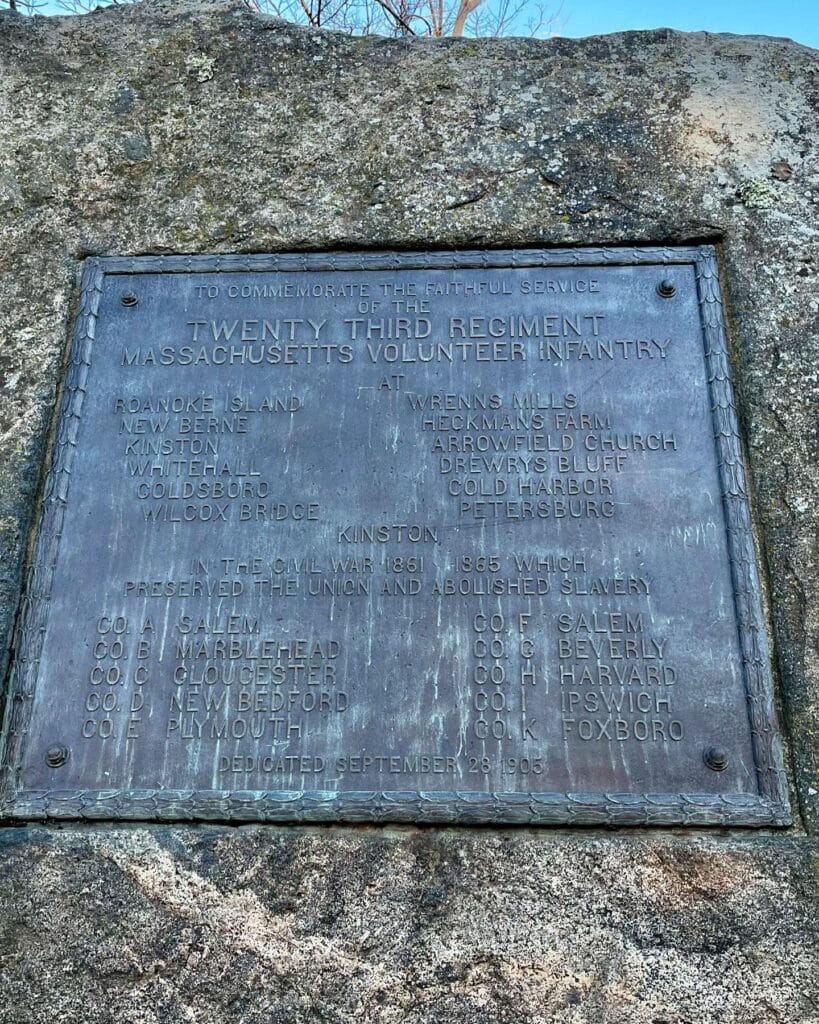 TO COMMEMORATE THE FAITHFUL SERVICE
OF THE
TWENTY THIRD REGIMENT
MASSACHUSETTS VOLUNTEER INFANTRY
AT
ROANOKE ISLAND
NEW BERNE
KINSTON
WHITEHALL
GOLDSBORO
WILCOX BRIDGE
WRENNS MILLS
HECKMANS FARM
ARROWFIELD CHURCH
DREWRYS BLUFF
COLD HARBOR
PETERSBURG
KINSTON
IN THE CIVIL WAR 1861 - 1865 WHICH
PRESERVED THE UNION AND ABOLISHED SLAVERY
CO. A SALEM
CO. B MARBLEHEAD
CO. C GLOUCESTER
CO. D NEW BEDFORD
CO. E PLYMOUTH
CO. F SALEM
CO. G BEVERLY
CO. H HARVARD
CO. I IPSWICH
CO. K FOXBORO
DEDICATED SEPTEMBER 28 1905